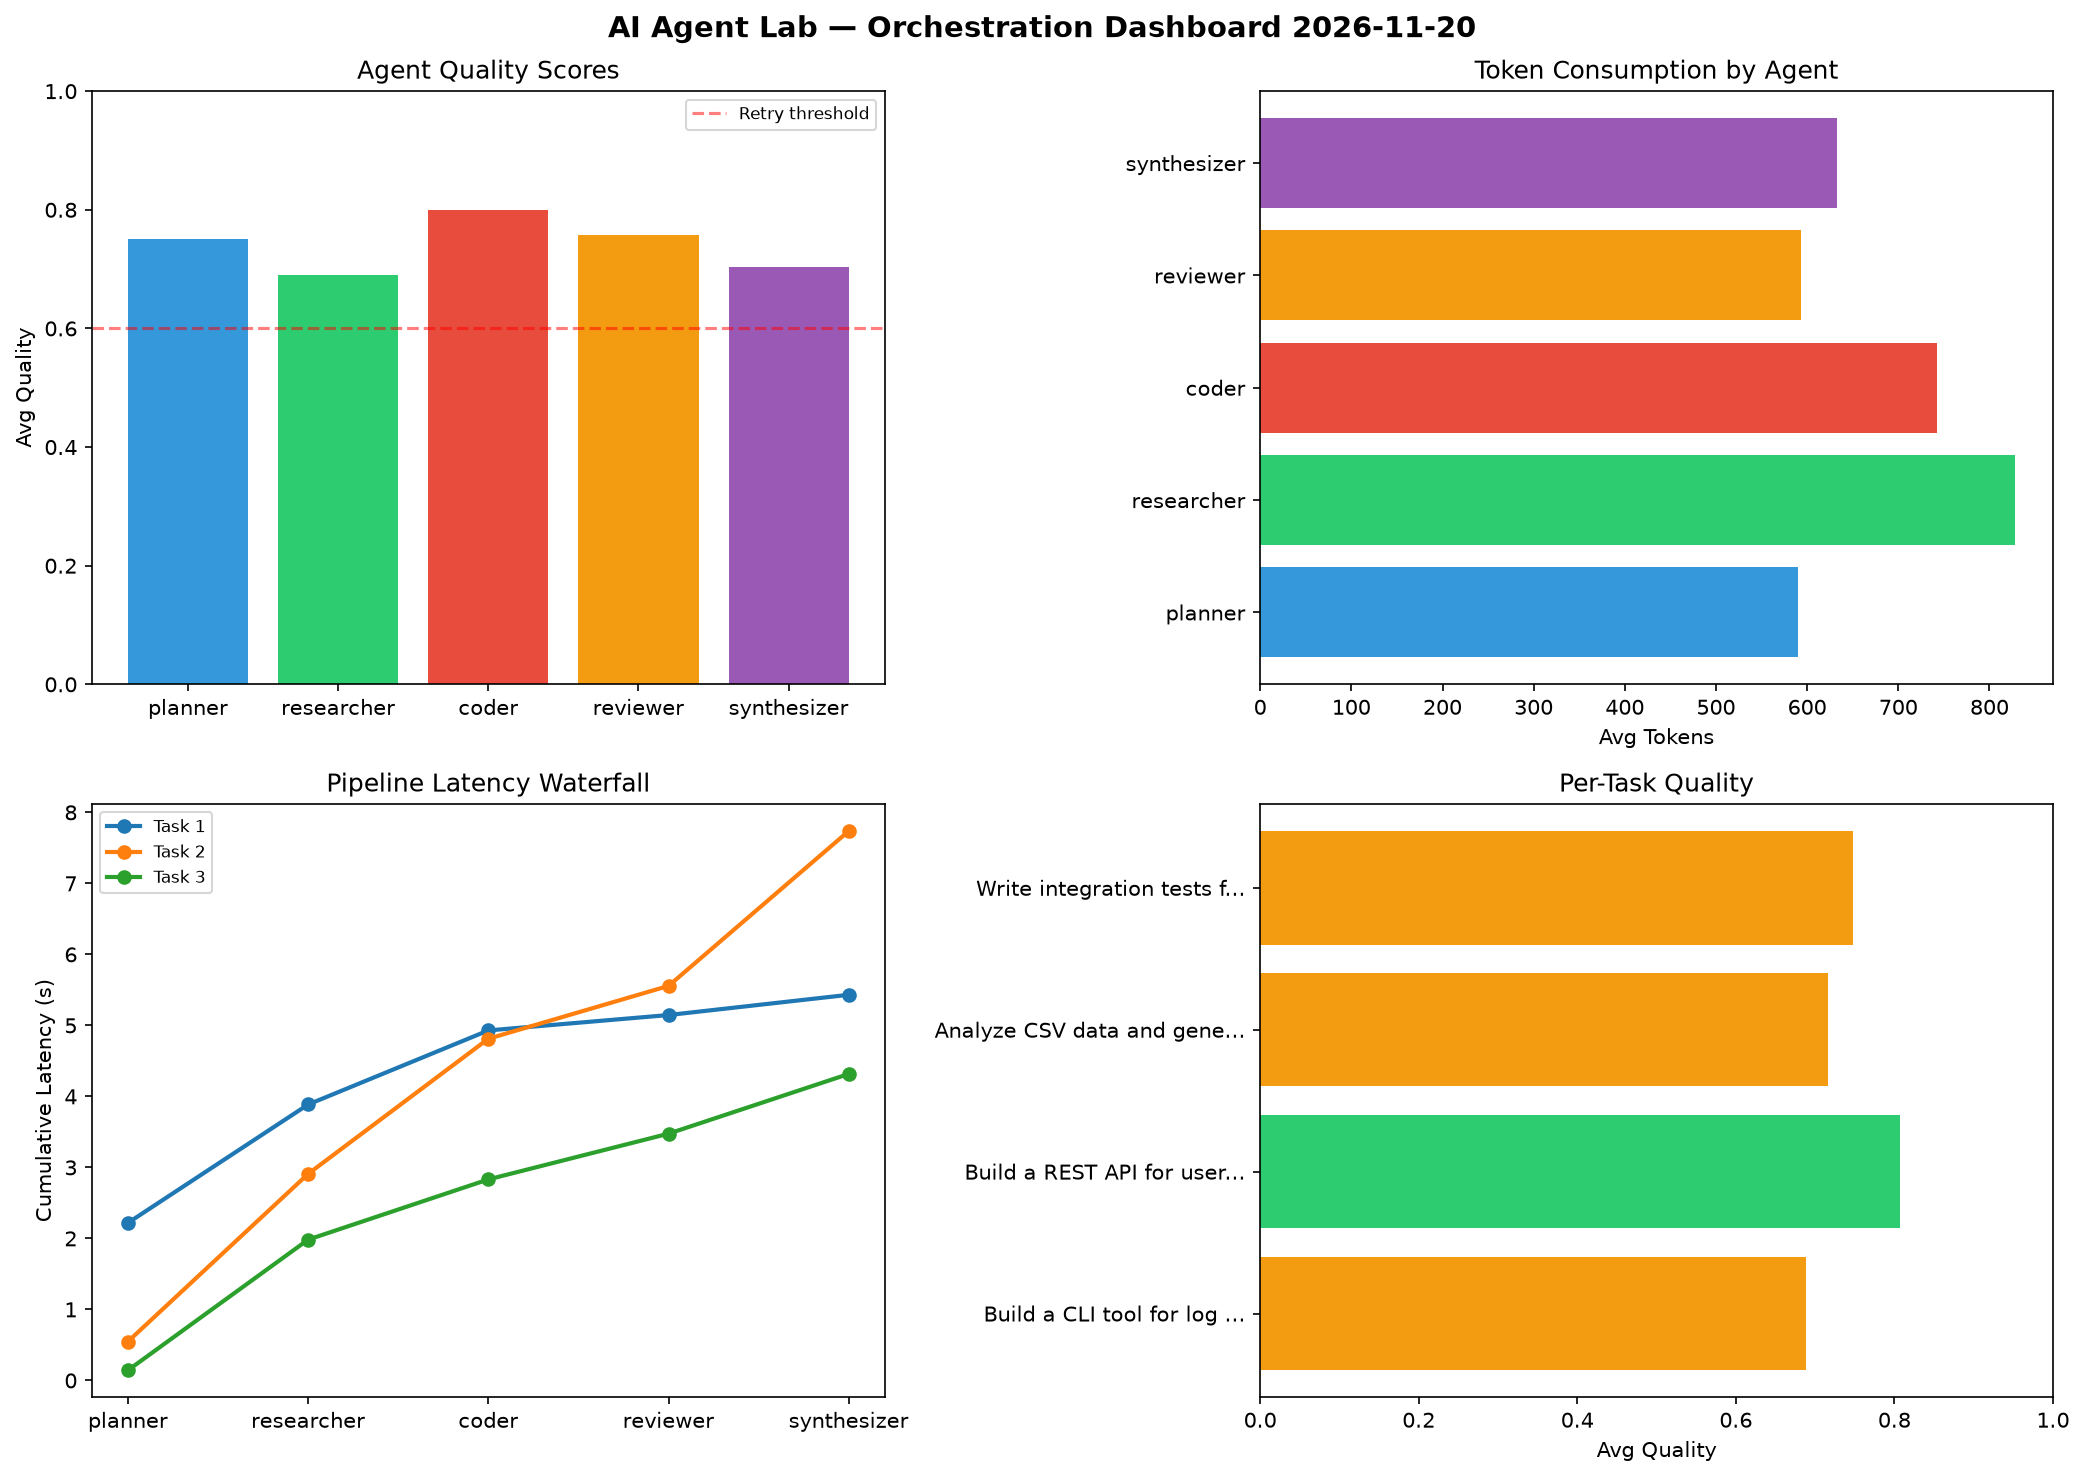 AI Agent Lab — Orchestration Dashboard 2026-11-20
Agent Quality Scores
Avg Quality
1.0
0.8
0.6
0.4
0.2
0.0
Retry threshold
planner researcher coder reviewer synthesizer
Token Consumption by Agent
synthesizer
reviewer
coder
researcher
planner
0 100 200 300 400 500 600 700 800
Avg Tokens
Pipeline Latency Waterfall
Cumulative Latency (s)
8
7
6
5
4
3
2
1
0
Task 1
Task 2
Task 3
planner researcher coder reviewer synthesizer
Per-Task Quality
Write integration tests f...
Analyze CSV data and gene...
Build a REST API for user...
Build a CLI tool for log ...
0.0 0.2 0.4 0.6 0.8 1.0
Avg Quality